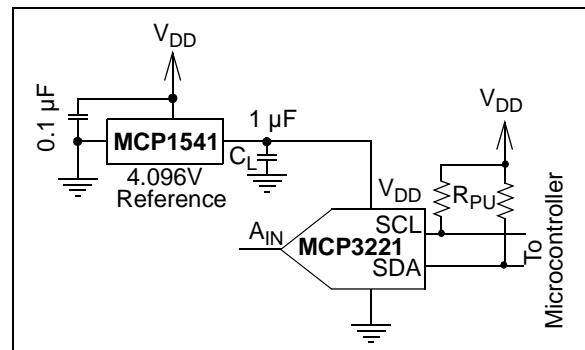 V_DD
0.1 µF
MCP1541
4.096V
Reference
1 µF
C_L
V_DD
V_DD
R_PU
SCL
A_IN
MCP3221
SDA
To
Microcontroller